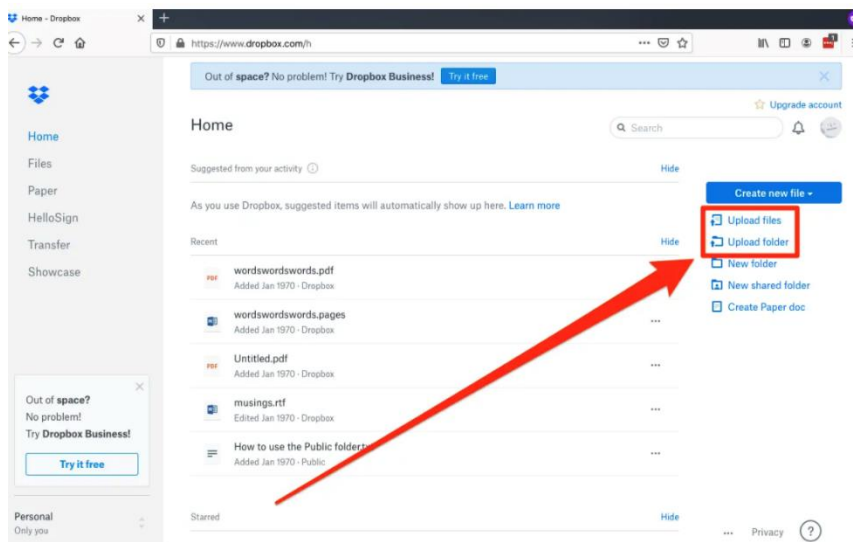 Home - Dropbox
https://www.dropbox.com/h
Out of space? No problem! Try Dropbox Business! Try it free
Upgrade account
Home
Search
Home
Files
Paper
HelloSign
Transfer
Showcase
Suggested from your activity
Hide
As you use Dropbox, suggested items will automatically show up here. Learn more
Recent
Hide
PDF
wordswordswords.pdf
Added Jan 1970 · Dropbox
wordswordswords.pages
Added Jan 1970 · Dropbox
PDF
Untitled.pdf
Added Jan 1970 · Dropbox
musings.rtf
Edited Jan 1970 · Dropbox
How to use the Public folder
Added Jan 1970 · Public
Starred
Hide
Create new file
Upload files
Upload folder
New folder
New shared folder
Create Paper doc
Out of space?
No problem!
Try Dropbox Business!
Try it free
Personal
Only you
Privacy
?